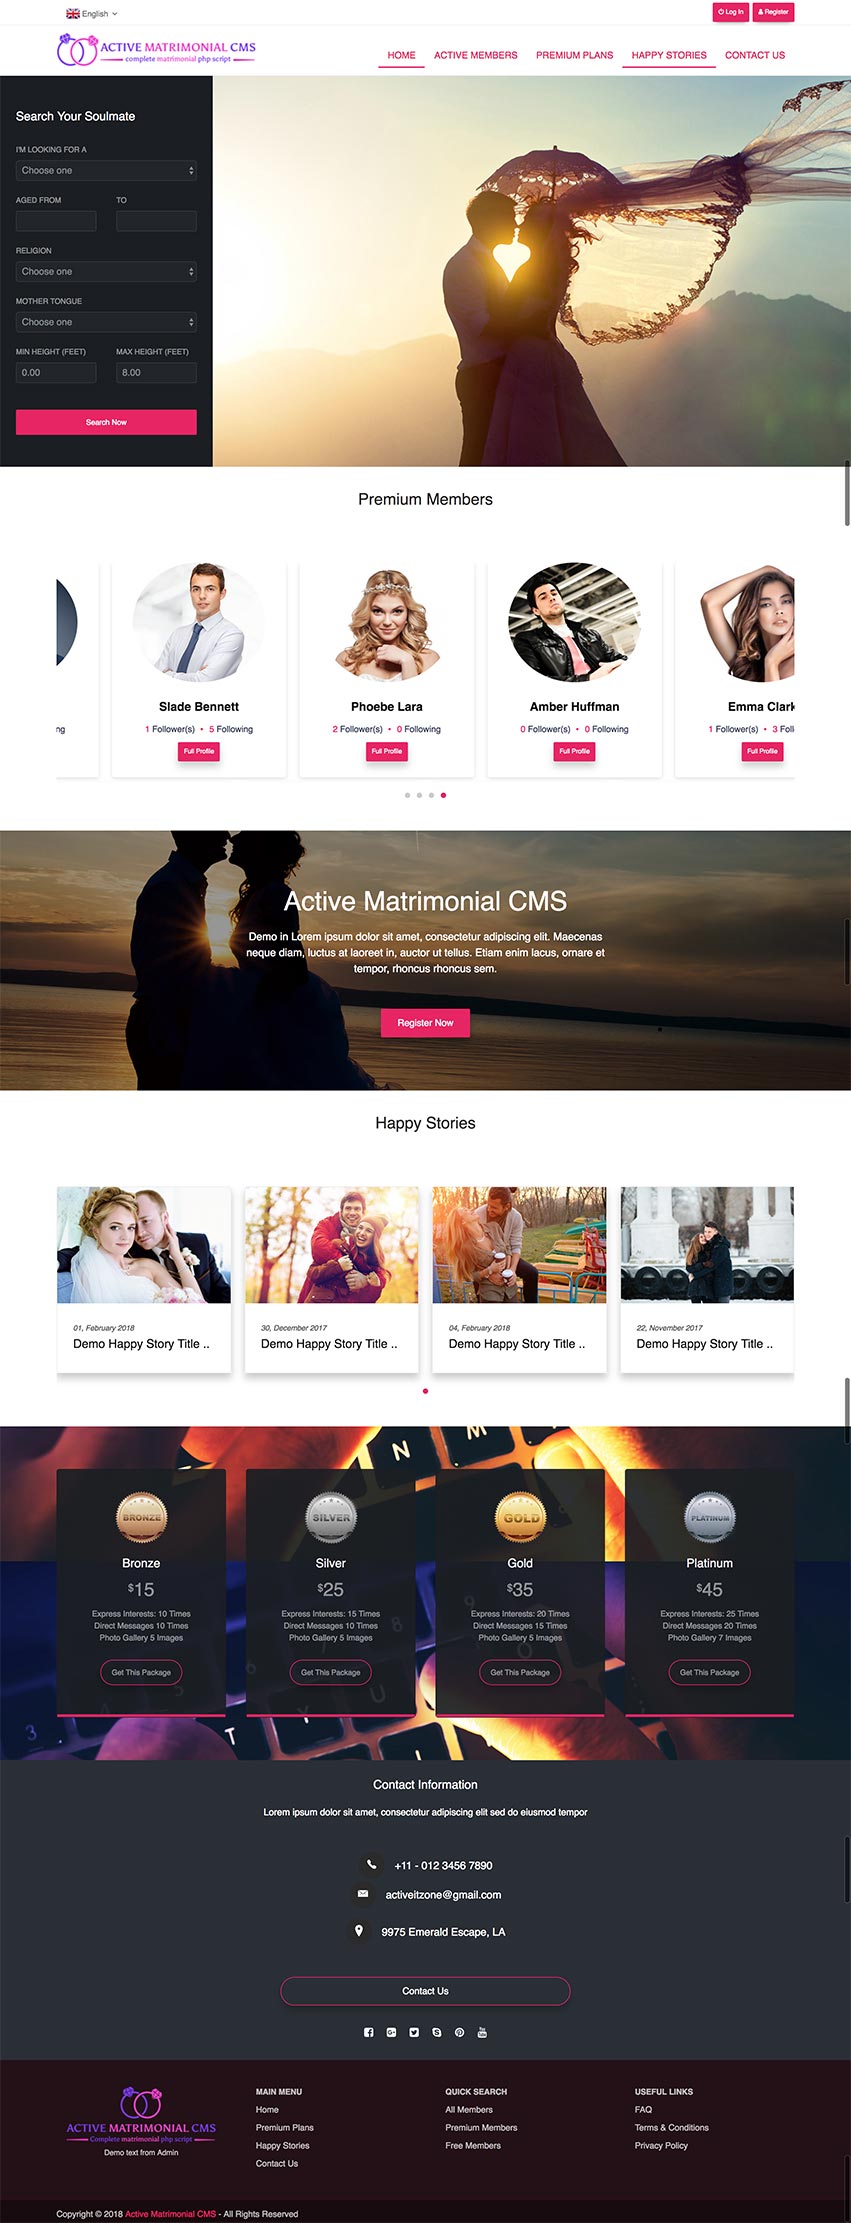 English
Log In Register
ACTIVE MATRIMONIAL CMS
complete matrimonial php script
HOME ACTIVE MEMBERS PREMIUM PLANS HAPPY STORIES CONTACT US
Search Your Soulmate
I'M LOOKING FOR A
Choose one
AGED FROM TO
RELIGION
Choose one
MOTHER TONGUE
Choose one
MIN HEIGHT (FEET) MAX HEIGHT (FEET)
0.00 8.00
Search Now
Premium Members
Slade Bennett Phoebe Lara Amber Huffman Emma Clark
ng 1 Follower(s) • 5 Following 2 Follower(s) • 0 Following 0 Follower(s) • 0 Following 1 Follower(s) • 3 Foll
Full Profile Full Profile Full Profile Full Profile
Active Matrimonial CMS
Demo in Lorem ipsum dolor sit amet, consectetur adipiscing elit. Maecenas
neque diam, luctus at laoreet in, auctor ut tellus. Etiam enim lacus, ornare et
tempor, rhoncus rhoncus sem.
Register Now
Happy Stories
01, February 2018 30, December 2017 04, February 2018 22, November 2017
Demo Happy Story Title .. Demo Happy Story Title .. Demo Happy Story Title .. Demo Happy Story Title ..
N M
BRONZE SILVER GOLD PLATINUM
Bronze Silver Gold Platinum
$15 $25 $35 $45
Express Interests: 10 Times Express Interests: 15 Times Express Interests: 20 Times Express Interests: 25 Times
Direct Messages 10 Times Direct Messages 10 Times Direct Messages 15 Times Direct Messages 20 Times
Photo Gallery 5 Images Photo Gallery 5 Images Photo Gallery 5 Images Photo Gallery 7 Images
Get This Package Get This Package Get This Package Get This Package
T Y U
Contact Information
Lorem ipsum dolor sit amet, consectetur adipiscing elit sed do eiusmod tempor
+11 - 012 3456 7890
activeitzone@gmail.com
9975 Emerald Escape, LA
Contact Us
ACTIVE MATRIMONIAL CMS
Complete matrimonial php script
Demo text from Admin
MAIN MENU
Home
Premium Plans
Happy Stories
Contact Us
QUICK SEARCH
All Members
Premium Members
Free Members
USEFUL LINKS
FAQ
Terms & Conditions
Privacy Policy
Copyright © 2018 Active Matrimonial CMS - All Rights Reserved